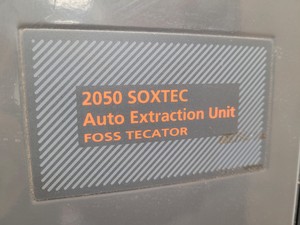 2050 SOXTEC
Auto Extraction Unit
FOSS TECATOR